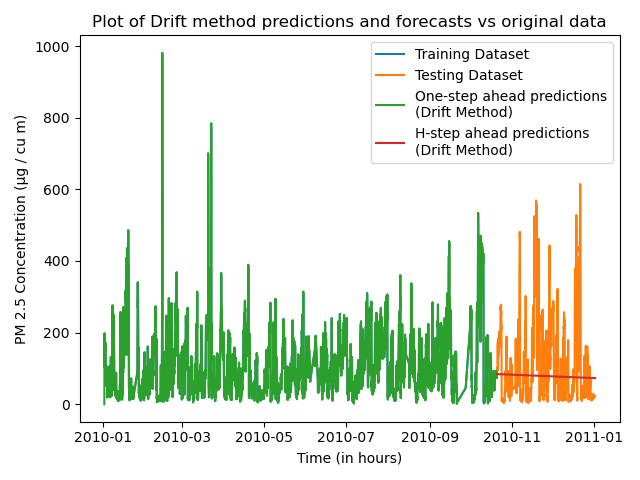 Plot of Drift method predictions and forecasts vs original data
1000
800
600
400
200
0
PM 2.5 Concentration (μg / cu m)
Training Dataset
Testing Dataset
One-step ahead predictions
(Drift Method)
H-step ahead predictions
(Drift Method)
2010-01 2010-03 2010-05 2010-07 2010-09 2010-11 2011-01
Time (in hours)